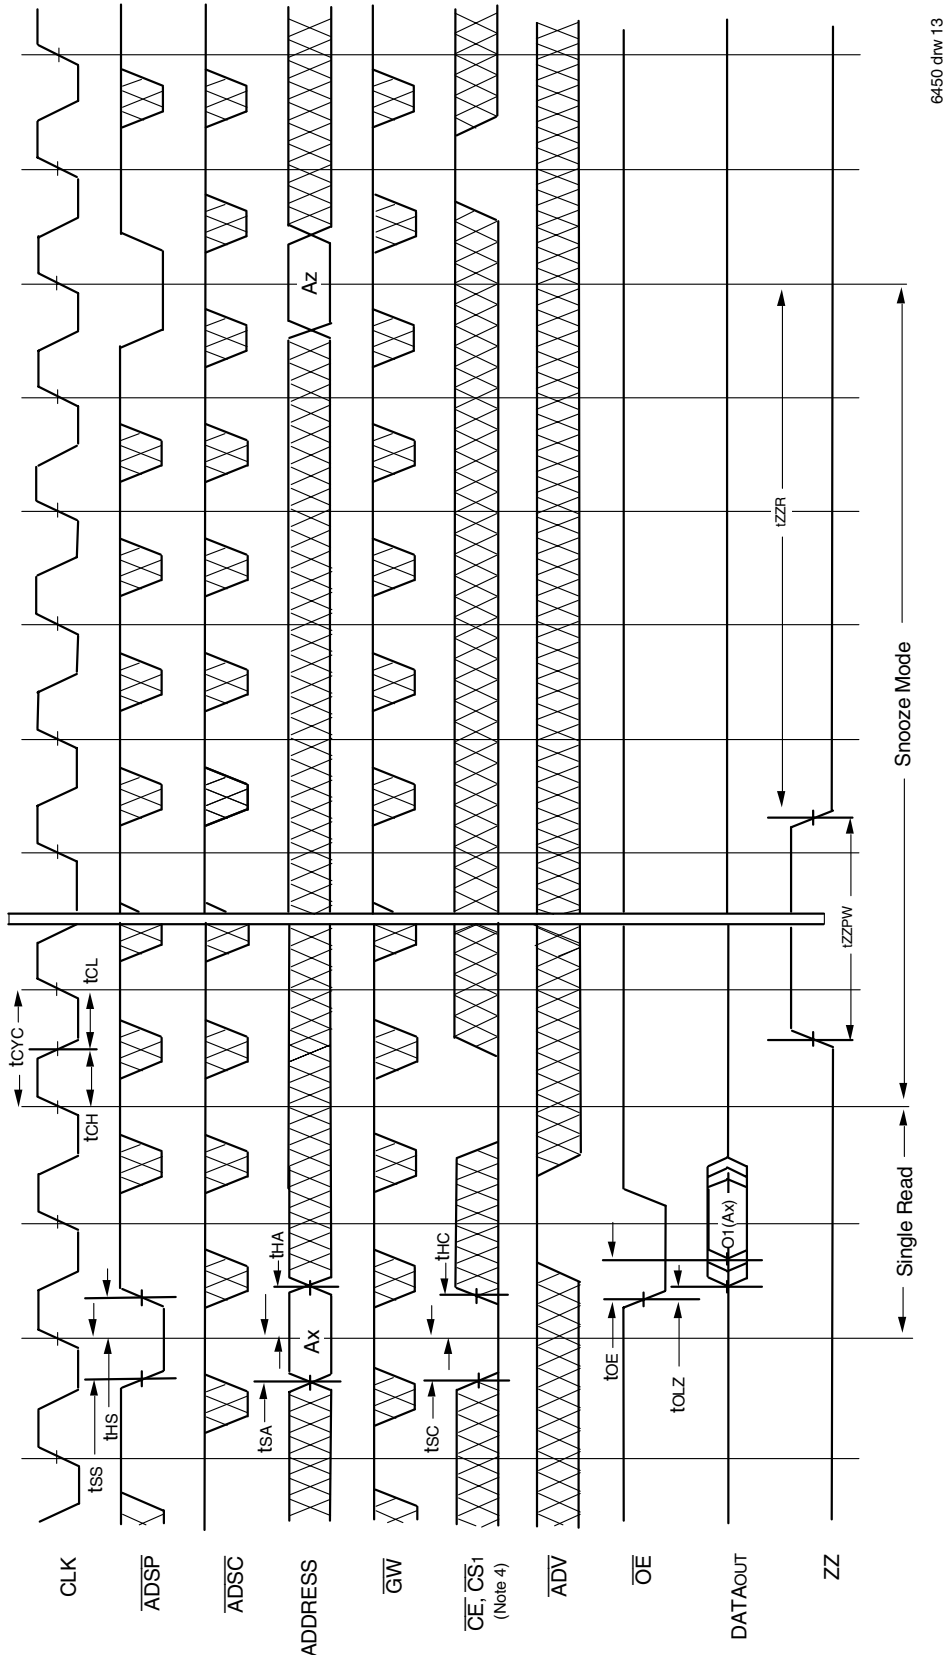 CLK
tSS
tHS
tCH
tCYC
tCL
ADSP
ADSC
ADDRESS
tSA
Ax
tHA
Az
GW
CE, CS1
(Note 4)
tSC
tHC
ADV
OE
tOE
tOLZ
DATAOUT
O1(Ax)
ZZ
tZZPW
tZZR
Single Read
Snooze Mode
6450 drw 13